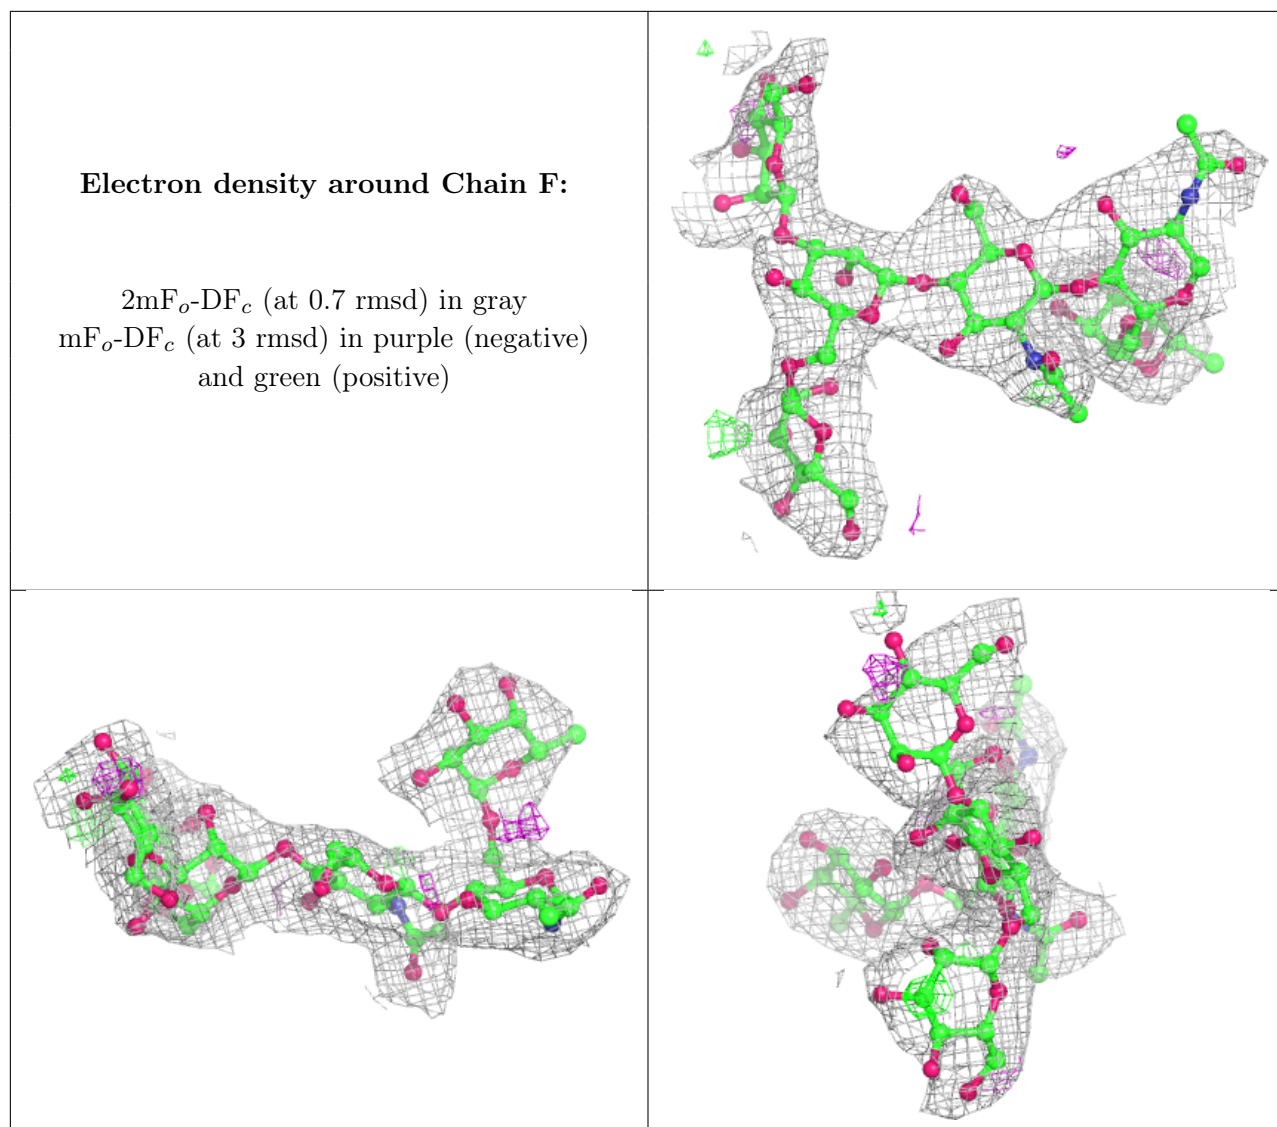 Electron density around Chain F:
2mFo-DFc (at 0.7 rmsd) in gray
mFo-DFc (at 3 rmsd) in purple (negative)
and green (positive)